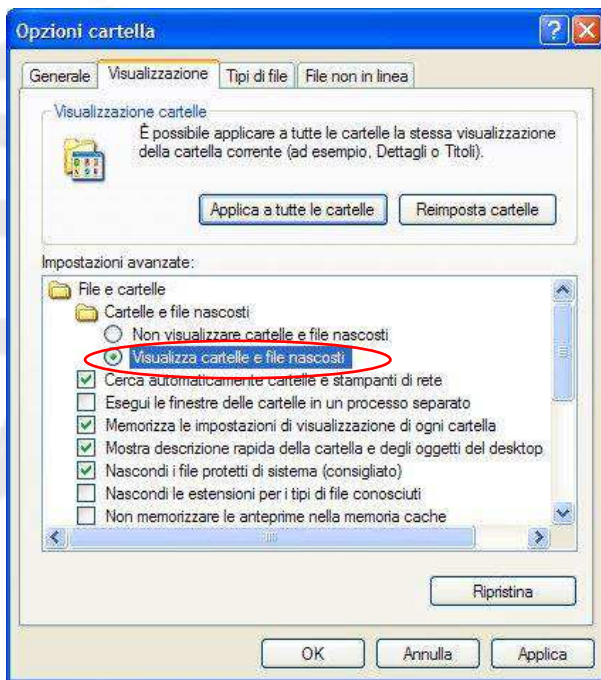 Opzioni cartella
Generale
Visualizzazione
Tipi di file
File non in linea
Visualizzazione cartelle
È possibile applicare a tutte le cartelle la stessa visualizzazione
della cartella corrente (ad esempio, Dettagli o Titoli).
Applica a tutte le cartelle
Reimposta cartelle
Impostazioni avanzate:
File e cartelle
Cartelle e file nascosti
Non visualizzare cartelle e file nascosti
Visualizza cartelle e file nascosti
Cerca automaticamente cartelle e stampanti di rete
Esegui le finestre delle cartelle in un processo separato
Memorizza le impostazioni di visualizzazione di ogni cartella
Mostra descrizione rapida della cartella e degli oggetti del desktop
Nascondi i file protetti di sistema (consigliato)
Nascondi le estensioni per i tipi di file conosciuti
Non memorizzare le anteprime nella memoria cache
Ripristina
OK
Annulla
Applica